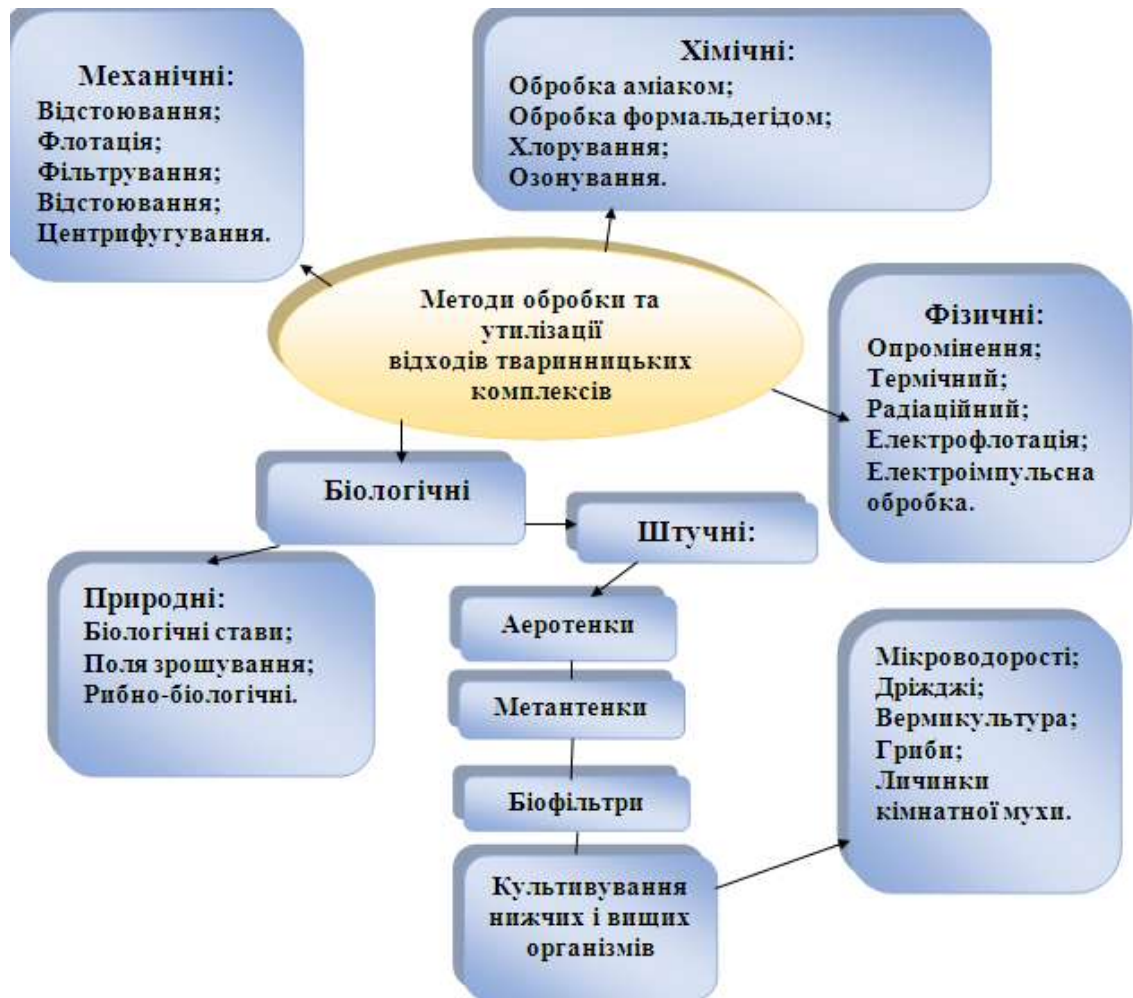 Механічні:
Відстоювання;
Флотація;
Фільтрування;
Відстоювання;
Центрифугування.
Хімічні:
Обробка аміаком;
Обробка формальдегідом;
Хлорування;
Озонування.
Методи обробки та
утилізації
відходів тваринницьких
комплексів
Фізичні:
Опромінення;
Термічний;
Радіаційний;
Електрофлотація;
Електроімпульсна
обробка.
Біологічні
Штучні:
Природні:
Біологічні стави;
Поля зрошування;
Рибно-біологічні.
Аеротенки
Метантенки
Біофільтри
Культивування
нижчих і вищих
організмів
Мікроводорості;
Дріжджі;
Вермикультура;
Гриби;
Личинки
кімнатної мухи.